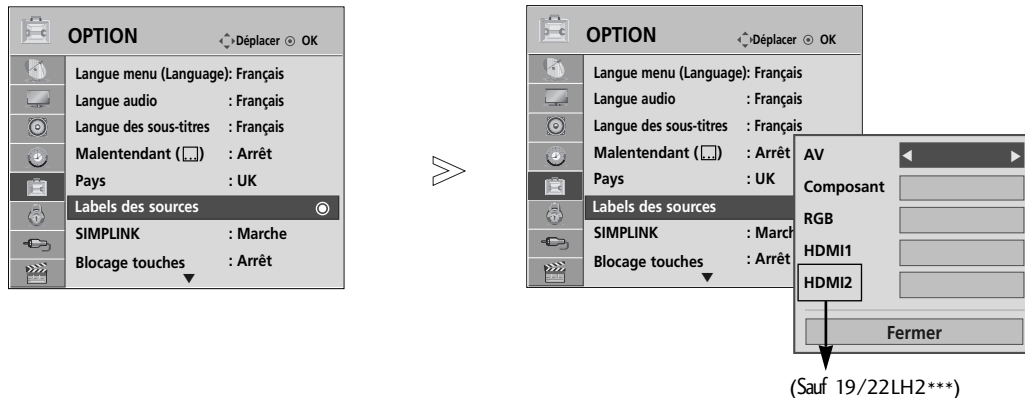 OPTION
Déplacer OK
Langue menu (Language): Français
Langue audio : Français
Langue des sous-titres : Français
Malentendant ( ) : Arrêt
Pays : UK
Labels des sources
SIMPLINK : Marche
Blocage touches : Arrêt
OPTION
Déplacer OK
Langue menu (Language): Français
Langue audio : Français
Langue des sous-titres : Français
Malentendant ( ) : Arrêt
Pays : UK
Labels des sources
SIMPLINK : March
Blocage touches : Arrêt
AV
Composant
RGB
HDMI1
HDMI2
Fermer
(Sauf 19/22LH2***)